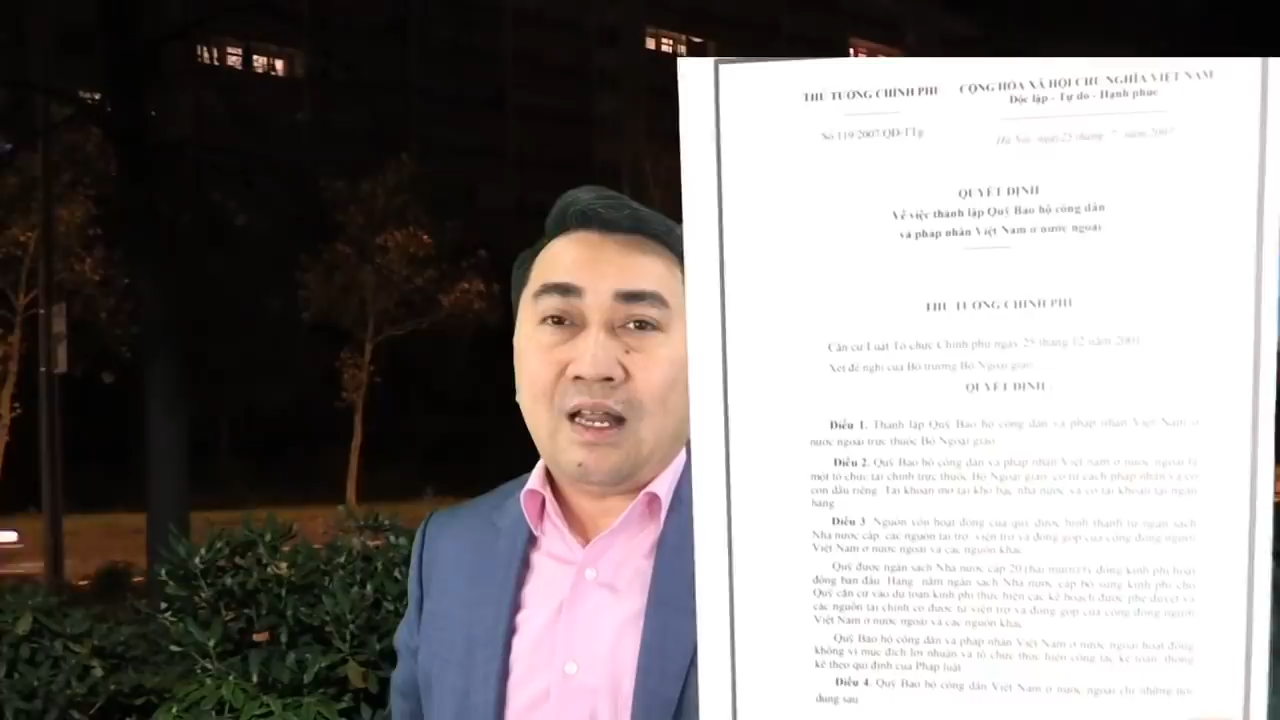 THỦ TƯỚNG CHÍNH PHỦ
CỘNG HÒA XÃ HỘI CHỦ NGHĨA VIỆT NAM
Độc lập - Tự do - Hạnh phúc
Số 119/2007/QĐ-TTg
Hà Nội, ngày 25 tháng 7 năm 2007
QUYẾT ĐỊNH
Về việc thành lập Quỹ Bảo hộ công dân
và pháp nhân Việt Nam ở nước ngoài
THỦ TƯỚNG CHÍNH PHỦ
Căn cứ Luật Tổ chức Chính phủ ngày 25 tháng 12 năm 2001
Xét đề nghị của Bộ trưởng Bộ Ngoại giao
QUYẾT ĐỊNH :
Điều 1. Thành lập Quỹ Bảo hộ công dân và pháp nhân Việt Nam ở
nước ngoài trực thuộc Bộ Ngoại giao
Điều 2. Quỹ Bảo hộ công dân và pháp nhân Việt nam ở nước ngoài là
một tổ chức tài chính trực thuộc Bộ Ngoại giao, có tư cách pháp nhân và có
con dấu riêng. Tài khoản mở tại kho bạc nhà nước và có tài khoản tại ngân
hàng
Điều 3. Nguồn vốn hoạt động của quỹ được hình thành từ ngân sách
Nhà nước cấp, các nguồn tài trợ, viện trợ và đóng góp của cộng đồng người
Việt Nam ở nước ngoài và các nguồn khác
Quỹ được ngân sách Nhà nước cấp 20 (hai mươi) tỷ đồng kinh phí hoạt
động ban đầu. Hàng năm ngân sách Nhà nước cấp bổ sung kinh phí cho
Quỹ căn cứ vào dự toán kinh phí thực hiện các kế hoạch được phê duyệt và
các nguồn tài chính có được từ viện trợ và đóng góp của cộng đồng người
Việt Nam ở nước ngoài và các nguồn khác
Quỹ Bảo hộ công dân và pháp nhân Việt Nam ở nước ngoài hoạt động
không vì mục đích lợi nhuận và tổ chức thực hiện công tác kế toán, thống
kê theo qui định của Pháp luật
Điều 4. Quỹ Bảo hộ công dân Việt Nam ở nước ngoài chi những nội
dung sau